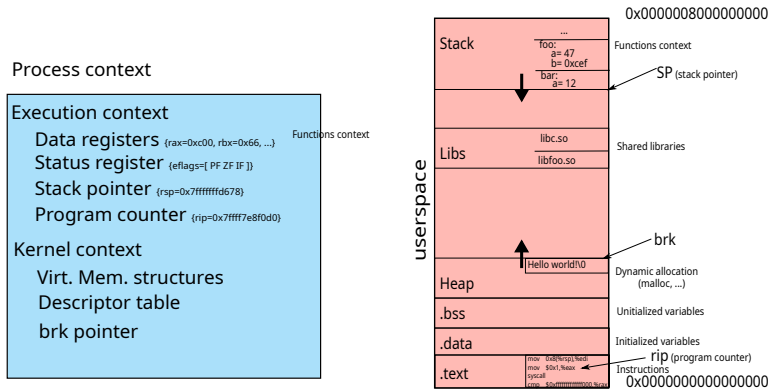 Process context
Execution context
Data registers {rax=0xc00, rbx=0x66, ...}
Functions context
Status register {eflags=[ PF ZF IF ]}
Stack pointer {rsp=0x7fffffffd678}
Program counter {rip=0x7ffff7e8f0d0}
Kernel context
Virt. Mem. structures
Descriptor table
brk pointer
userspace
0x0000008000000000
Stack
...
foo:
a= 47
b= 0xcef
bar:
a= 12
Functions context
SP (stack pointer)
Libs
libc.so
libfoo.so
Shared libraries
brk
Hello world!\0
Heap
Dynamic allocation
(malloc, ...)
.bss
Unitialized variables
.data
Initialized variables
rip (program counter)
.text
mov 0x8(%rsp),%edi
mov $0x1,%eax
syscall
Instructions
0x0000000000000000